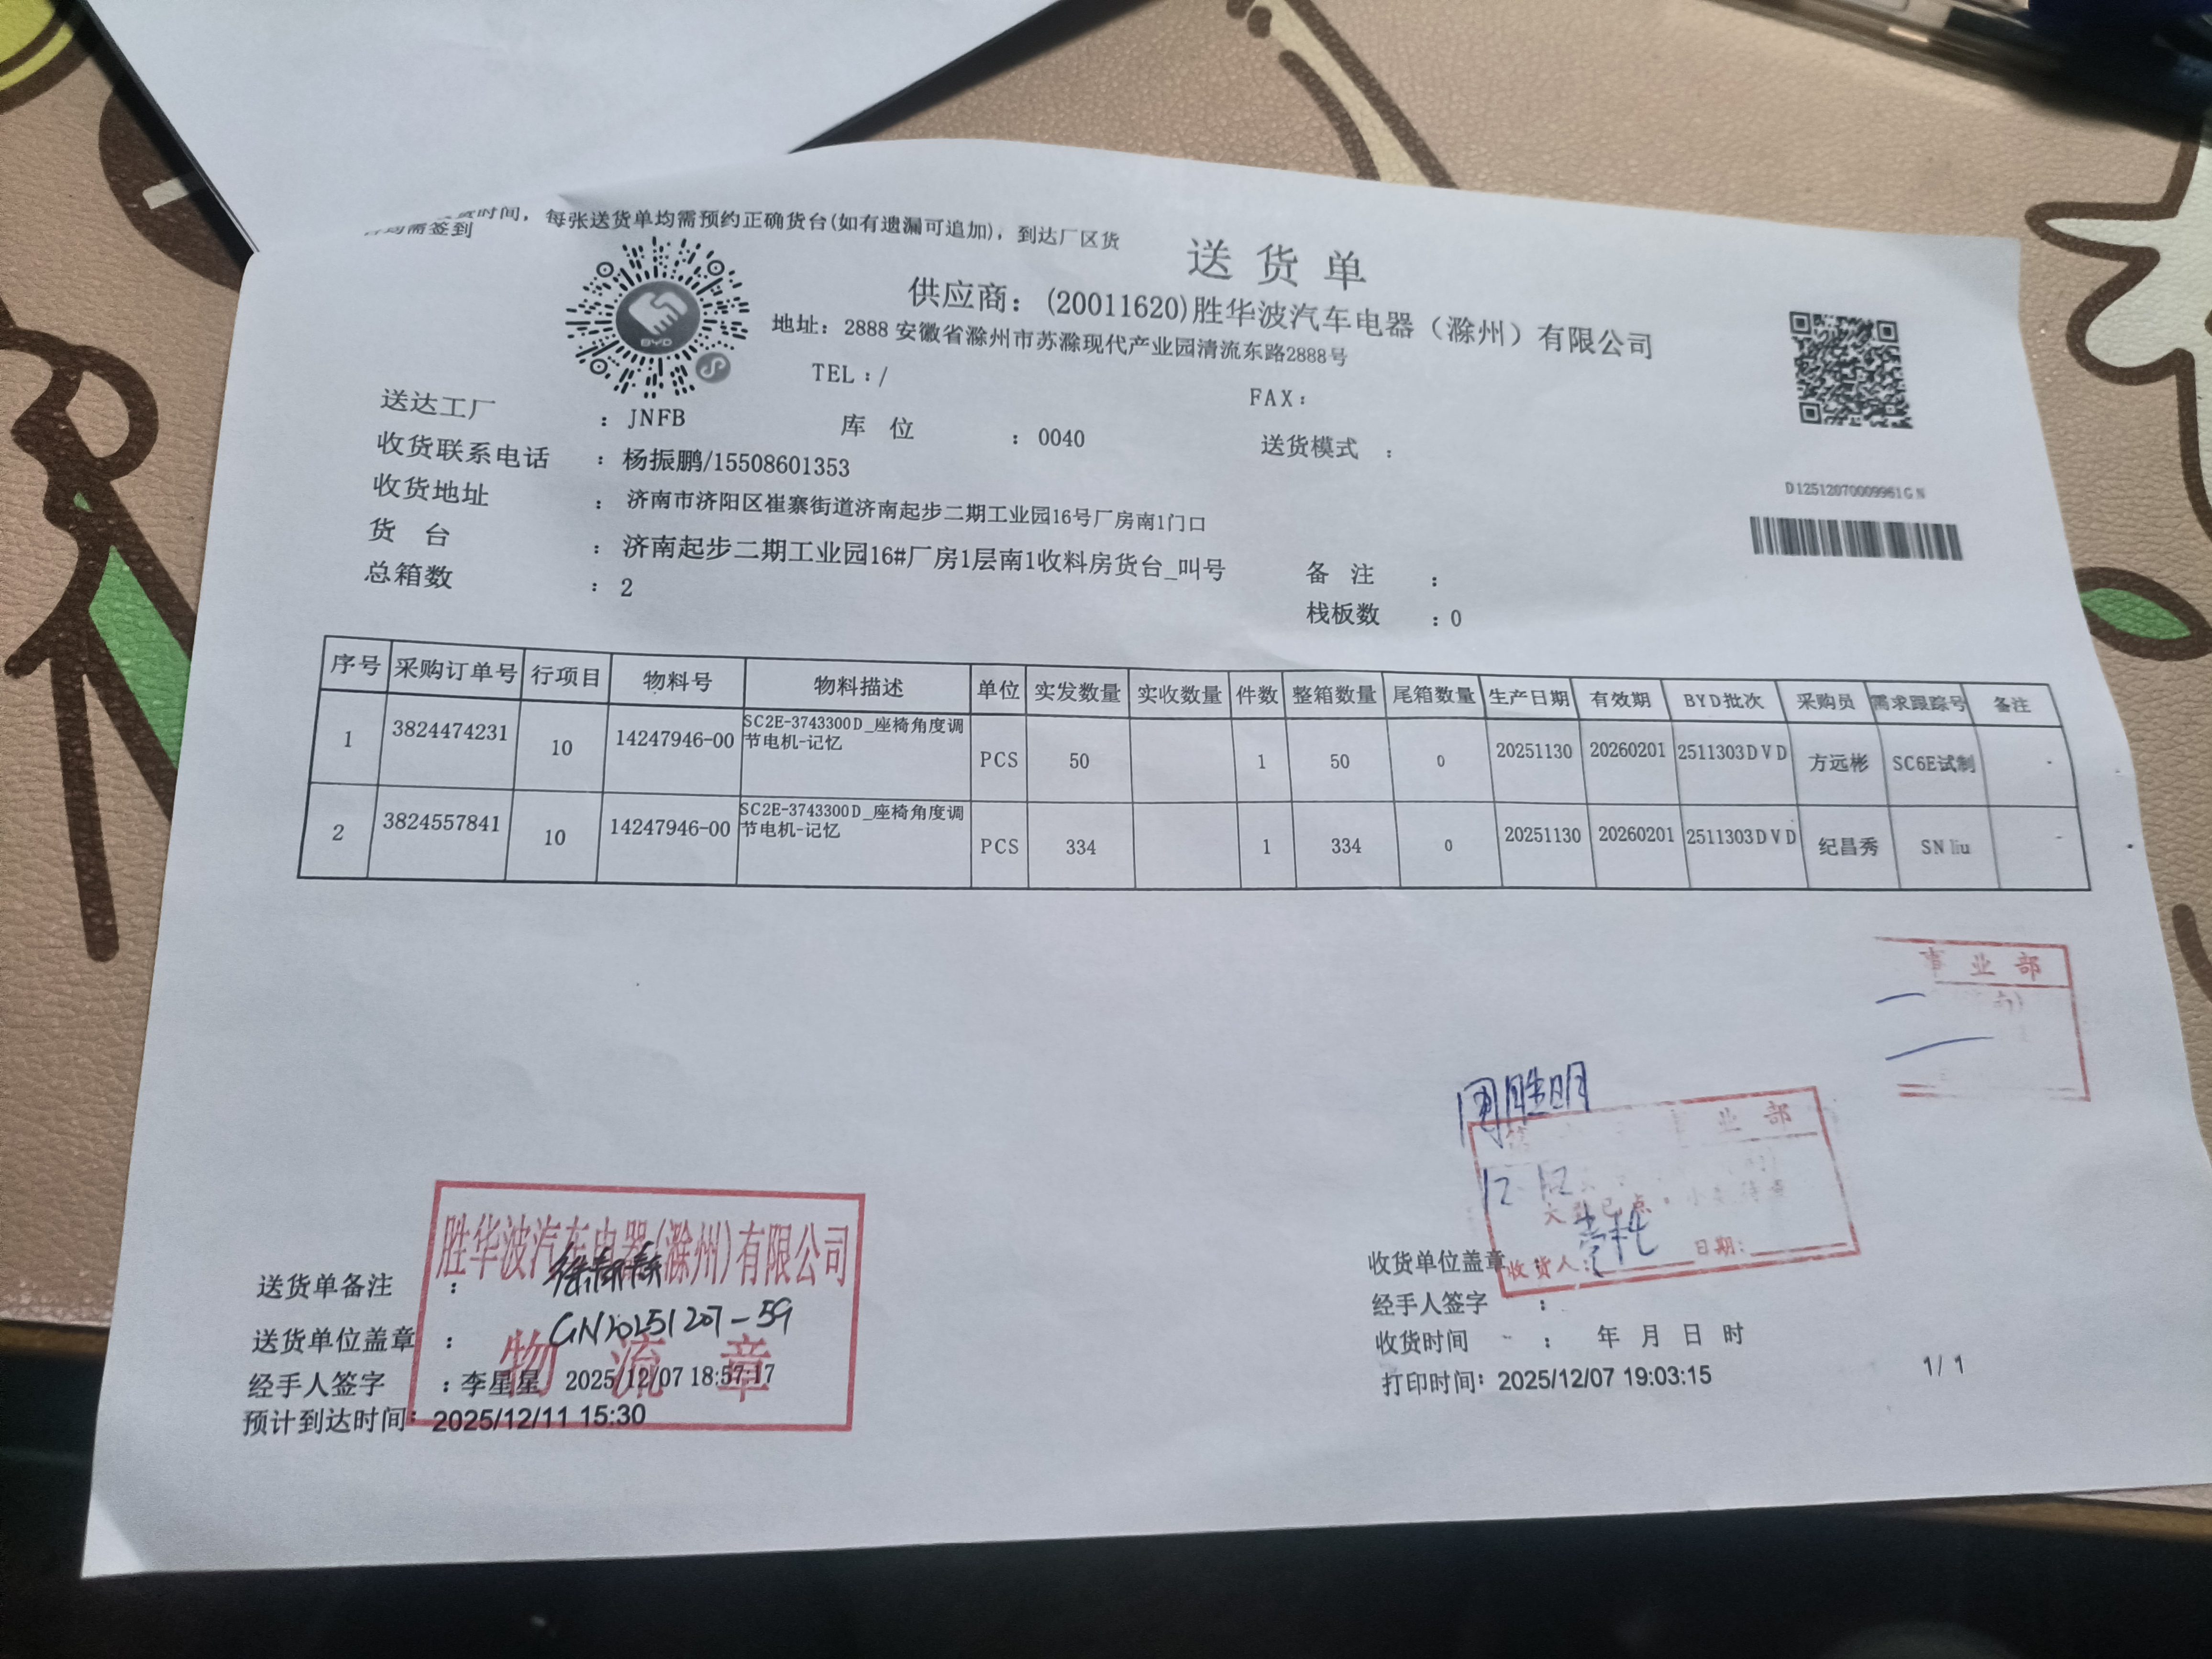 时间，每张送货单均需预约正确货台(如有遗漏可追加)，到达厂区货
均需签到
送货单
供应商：(20011620)胜华波汽车电器（滁州）有限公司
地址：2888 安徽省滁州市苏滁现代产业园清流东路2888号
TEL：/ FAX：
BYD
送达工厂 ：JNFB 库 位 ：0040 送货模式 ：
收货联系电话 ：杨振鹏/15508601353
D12512070009961GN
收货地址 ：济南市济阳区崔寨街道济南起步二期工业园16号厂房南1门口
货 台 ：济南起步二期工业园16#厂房1层南1收料房货台_叫号 备 注 ：
总箱数 ：2 栈板数 ：0
序号 采购订单号 行项目 物料号 物料描述 单位 实发数量 实收数量 件数 整箱数量 尾箱数量 生产日期 有效期 BYD批次 采购员 需求跟踪号 备注
1 3824474231 10 14247946-00 SC2E-3743300D_座椅角度调节电机-记忆 PCS 50 1 50 0 20251130 20260201 2511303DVD 方远彬 SC6E试制
2 3824557841 10 14247946-00 SC2E-3743300D_座椅角度调节电机-记忆 PCS 334 1 334 0 20251130 20260201 2511303DVD 纪昌秀 SN liu
事业部
周胜明
业部
胜华波汽车电器(滁州)有限公司
物流章
收货人： 日期：
送货单备注 ：
GN20251207-59
送货单位盖章 ：
经手人签字 ：李星星 2025/12/07 18:57:17
预计到达时间：2025/12/11 15:30
收货单位盖章
经手人签字 ：
收货时间 ： 年 月 日 时
打印时间：2025/12/07 19:03:15
1/1